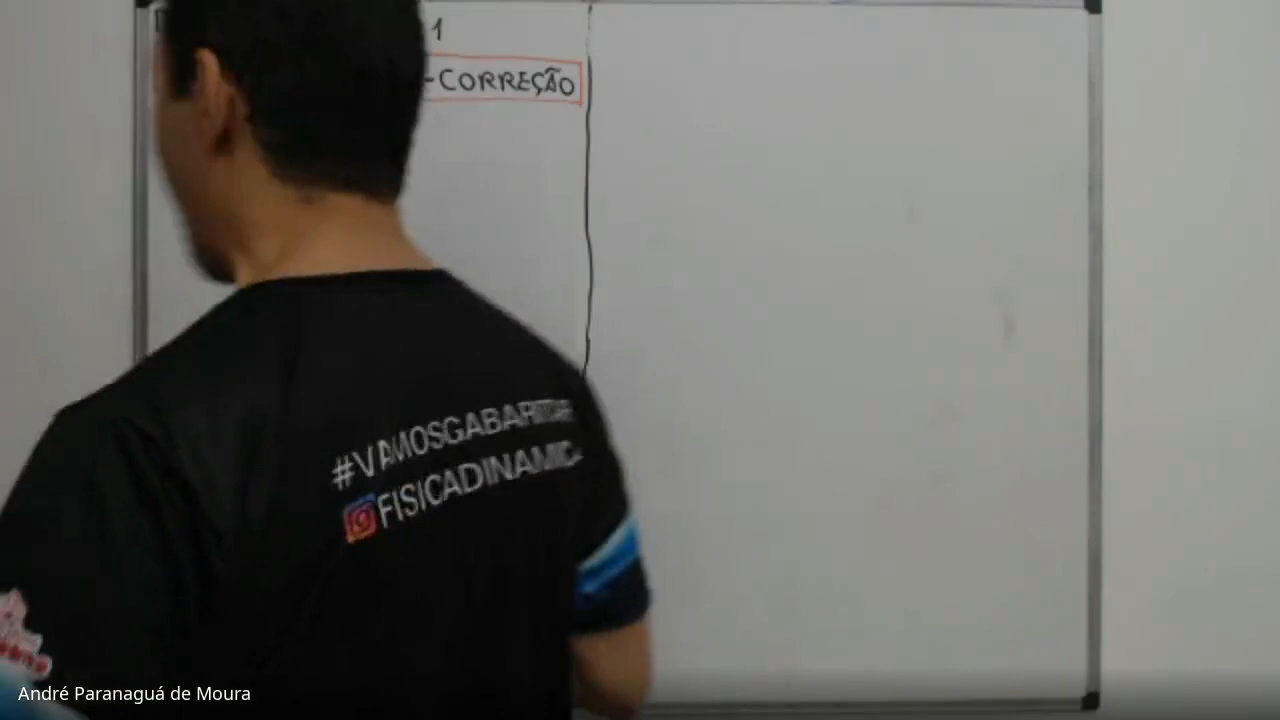 1
-CORREÇÃO
#VAMOSGABARITAR
FISICADINAMICA
André Paranaguá de Moura